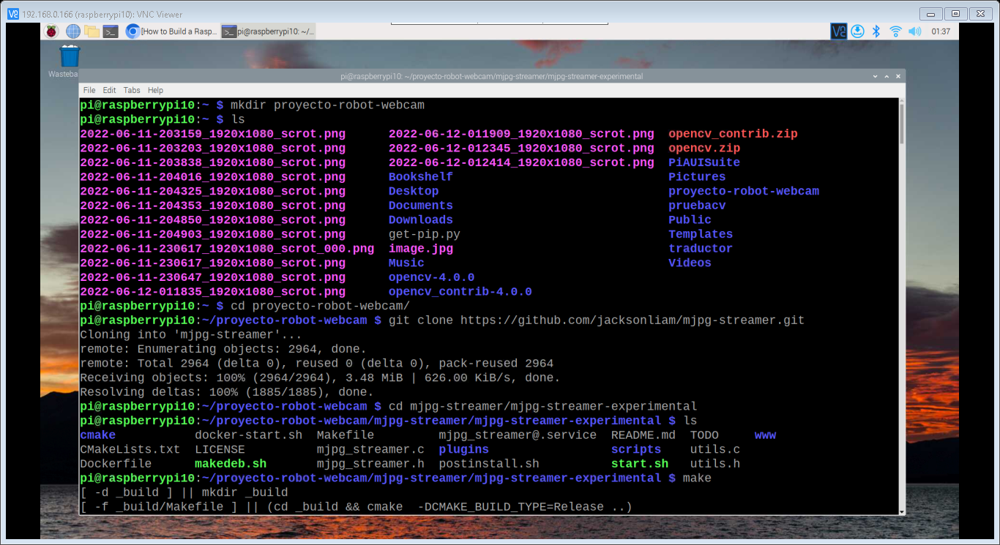 192.168.0.166 (raspberrypi10): VNC Viewer
[How to Build a Rasp... pi@raspberrypi10: ~/... 01:37
Wasteba
pi@raspberrypi10: ~/proyecto-robot-webcam/mjpg-streamer/mjpg-streamer-experimental
File Edit Tabs Help
pi@raspberrypi10:~ $ mkdir proyecto-robot-webcam
pi@raspberrypi10:~ $ ls
2022-06-11-203159_1920x1080_scrot.png 2022-06-12-011909_1920x1080_scrot.png opencv_contrib.zip
2022-06-11-203203_1920x1080_scrot.png 2022-06-12-012345_1920x1080_scrot.png opencv.zip
2022-06-11-203838_1920x1080_scrot.png 2022-06-12-012414_1920x1080_scrot.png PiAUISuite
2022-06-11-204016_1920x1080_scrot.png Bookshelf Pictures
2022-06-11-204325_1920x1080_scrot.png Desktop proyecto-robot-webcam
2022-06-11-204353_1920x1080_scrot.png Documents pruebacv
2022-06-11-204850_1920x1080_scrot.png Downloads Public
2022-06-11-204903_1920x1080_scrot.png get-pip.py Templates
2022-06-11-230617_1920x1080_scrot_000.png image.jpg traductor
2022-06-11-230617_1920x1080_scrot.png Music Videos
2022-06-11-230647_1920x1080_scrot.png opencv-4.0.0
2022-06-12-011835_1920x1080_scrot.png opencv_contrib-4.0.0
pi@raspberrypi10:~ $ cd proyecto-robot-webcam/
pi@raspberrypi10:~/proyecto-robot-webcam $ git clone https://github.com/jacksonliam/mjpg-streamer.git
Cloning into 'mjpg-streamer'...
remote: Enumerating objects: 2964, done.
remote: Total 2964 (delta 0), reused 0 (delta 0), pack-reused 2964
Receiving objects: 100% (2964/2964), 3.48 MiB | 626.00 KiB/s, done.
Resolving deltas: 100% (1885/1885), done.
pi@raspberrypi10:~/proyecto-robot-webcam $ cd mjpg-streamer/mjpg-streamer-experimental
pi@raspberrypi10:~/proyecto-robot-webcam/mjpg-streamer/mjpg-streamer-experimental $ ls
cmake docker-start.sh Makefile mjpg_streamer@.service README.md TODO www
CMakeLists.txt LICENSE mjpg_streamer.c plugins scripts utils.c
Dockerfile makedeb.sh mjpg_streamer.h postinstall.sh start.sh utils.h
pi@raspberrypi10:~/proyecto-robot-webcam/mjpg-streamer/mjpg-streamer-experimental $ make
[ -d _build ] || mkdir _build
[ -f _build/Makefile ] || (cd _build && cmake  -DCMAKE_BUILD_TYPE=Release ..)